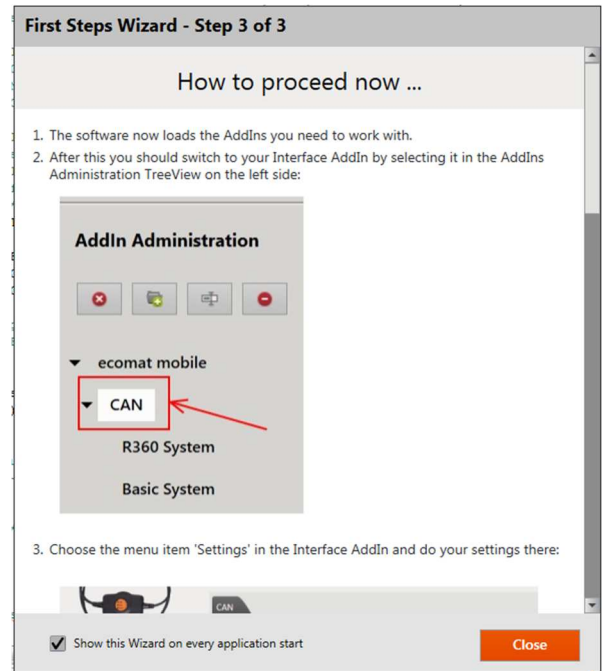 First Steps Wizard - Step 3 of 3
How to proceed now ...
1. The software now loads the AddIns you need to work with.
2. After this you should switch to your Interface AddIn by selecting it in the AddIns
Administration TreeView on the left side:
AddIn Administration
ecomat mobile
CAN
R360 System
Basic System
3. Choose the menu item 'Settings' in the Interface AddIn and do your settings there:
CAN
Show this Wizard on every application start
Close